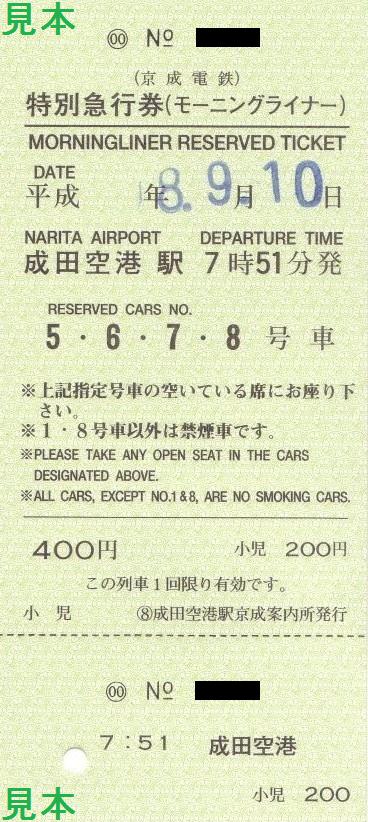 見本
⓪⓪ №
(京成電鉄)
特別急行券(モーニングライナー)
MORNINGLINER RESERVED TICKET
DATE
平成 18年 9月 10日
NARITA AIRPORT DEPARTURE TIME
成田空港 駅 7時51分発
RESERVED CARS NO.
5・6・7・8 号車
※上記指定号車の空いている席にお座り下
さい。
※1・8号車以外は禁煙車です。
※PLEASE TAKE ANY OPEN SEAT IN THE CARS
DESIGNATED ABOVE.
※ALL CARS, EXCEPT NO.1&8, ARE NO SMOKING CARS.
400円 小児 200円
この列車1回限り有効です。
小児 ⑧成田空港駅京成案内所発行
⓪⓪ №
7:51 成田空港
小児 200
見本